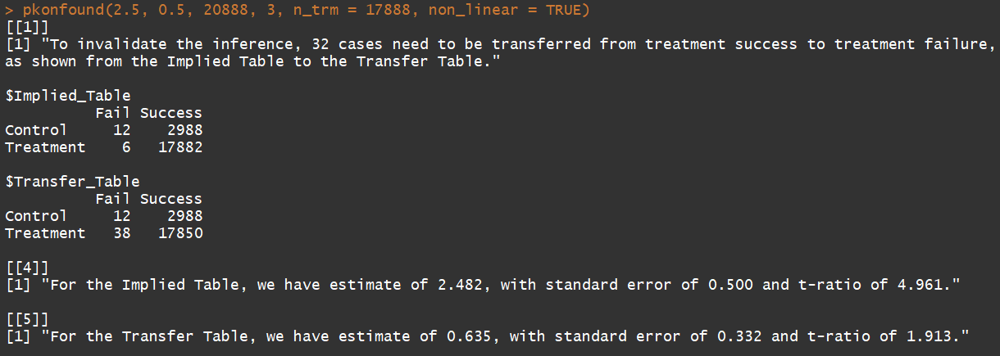 > pkonfound(2.5, 0.5, 20888, 3, n_trm = 17888, non_linear = TRUE)
[[1]]
[1] "To invalidate the inference, 32 cases need to be transferred from treatment success to treatment failure,
as shown from the Implied Table to the Transfer Table."
$Implied_Table
Fail Success
Control 12 2988
Treatment 6 17882
$Transfer_Table
Fail Success
Control 12 2988
Treatment 38 17850
[[4]]
[1] "For the Implied Table, we have estimate of 2.482, with standard error of 0.500 and t-ratio of 4.961."
[[5]]
[1] "For the Transfer Table, we have estimate of 0.635, with standard error of 0.332 and t-ratio of 1.913."